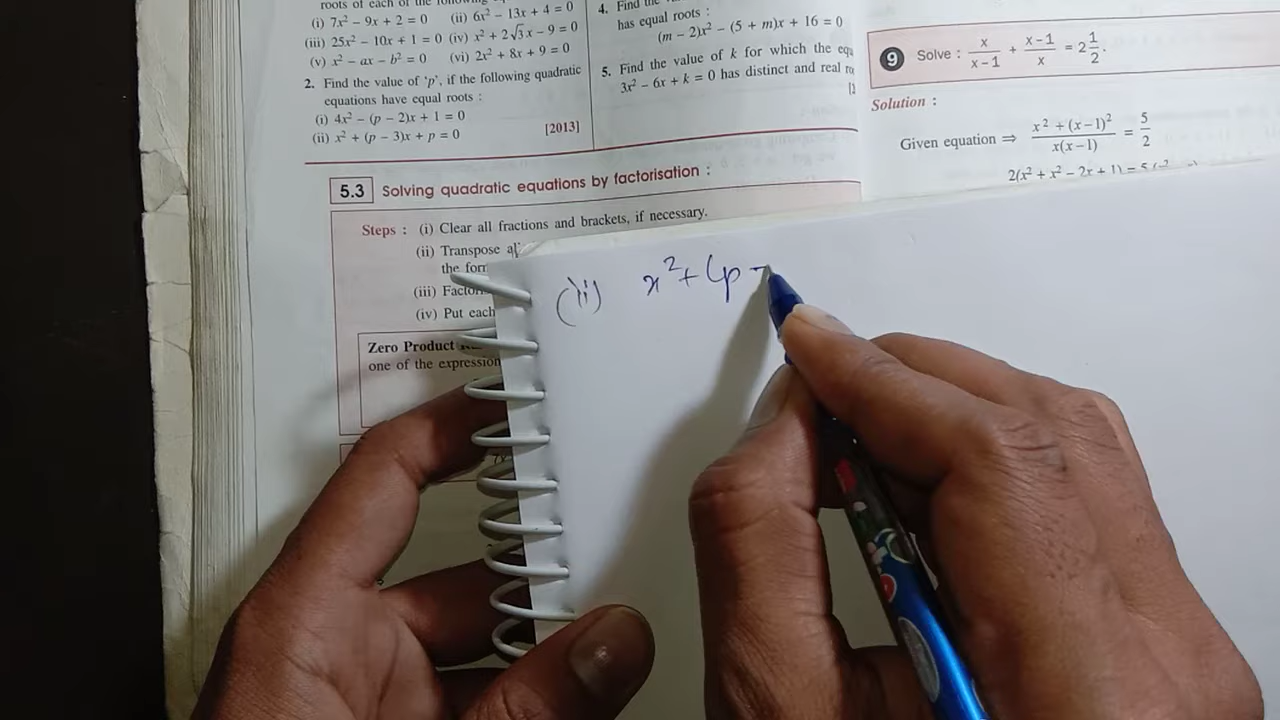 roots of each of the following
(i) 7x² − 9x + 2 = 0 (ii) 6x² − 13x + 4 = 0
(iii) 25x² − 10x + 1 = 0 (iv) x² + 2√3x − 9 = 0
(v) x² − ax − b² = 0 (vi) 2x² + 8x + 9 = 0
2. Find the value of 'p', if the following quadratic
equations have equal roots :
(i) 4x² − (p − 2)x + 1 = 0
(ii) x² + (p − 3)x + p = 0 [2013]
4. Find the
has equal roots :
(m − 2)x² − (5 + m)x + 16 = 0
5. Find the value of k for which the
3x² − 6x + k = 0 has distinct and real
5.3 Solving quadratic equations by factorisation :
Steps : (i) Clear all fractions and brackets, if necessary.
(ii) Transpose
the
(iii)
(iv) Put each
Zero Product
one of the expression
9 Solve : x/(x−1) + (x−1)/x = 2 1/2.
Solution :
Given equation ⇒ (x² + (x−1)²)/(x(x−1)) = 5/2
2(x² + x² − 2x + 1) = 5
(ii) x² + (p −